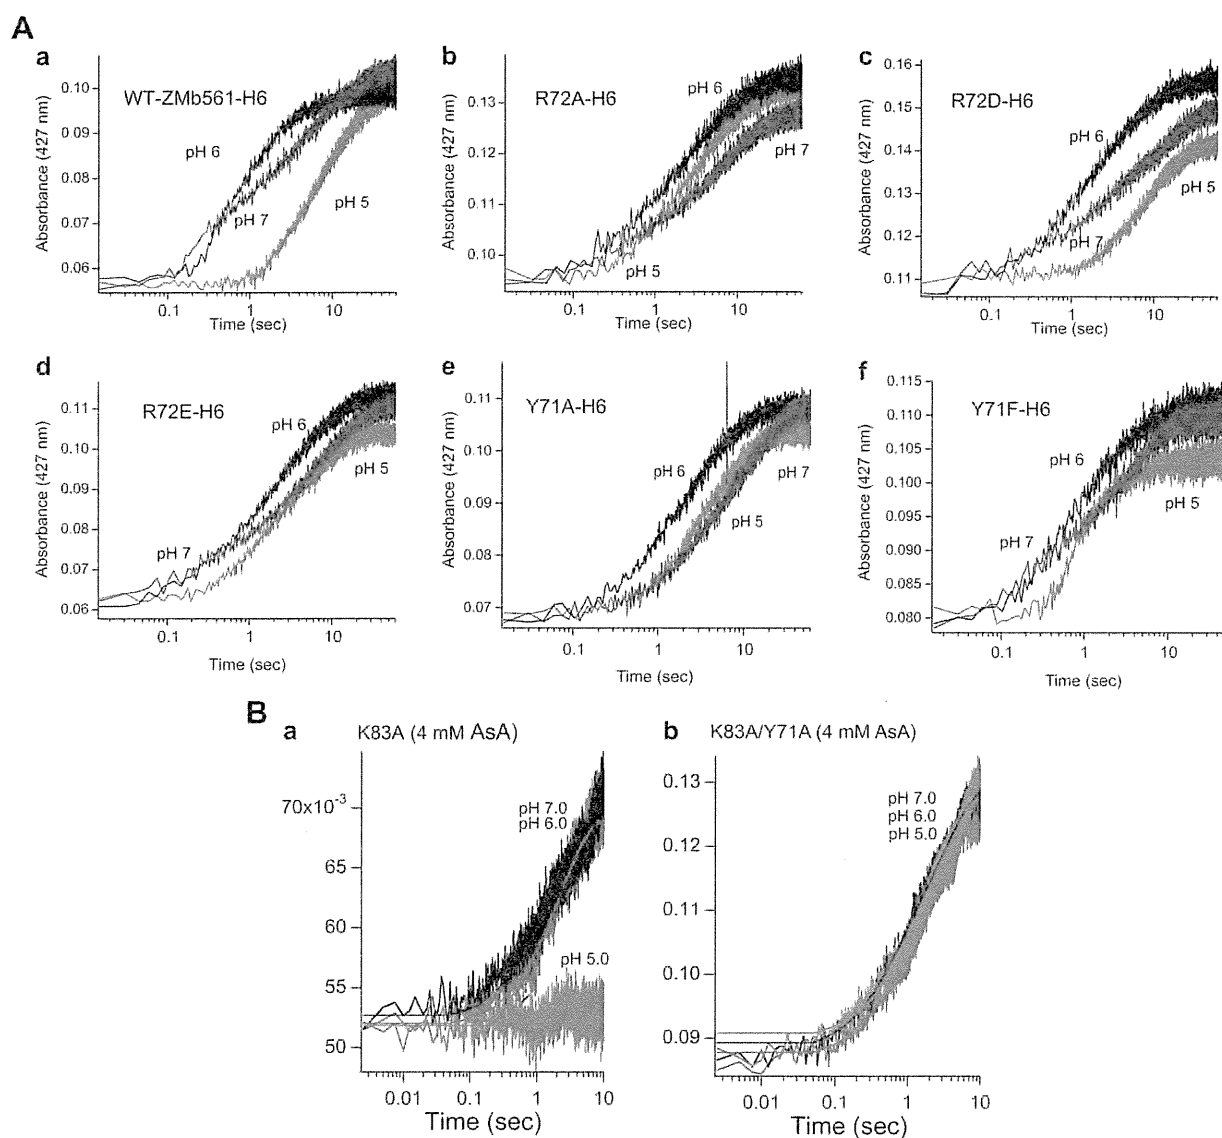 A
a
b
c
WT-ZMb561-H6
R72A-H6
R72D-H6
Absorbance (427 nm)
0.10
0.09
0.08
0.07
0.06
pH 6
pH 7
pH 5
0.1
1
10
Time (sec)
Absorbance (427 nm)
0.13
0.12
0.11
0.10
pH 6
pH 7
pH 5
0.1
1
10
Time (sec)
Absorbance (427 nm)
0.16
0.15
0.14
0.13
0.12
0.11
pH 6
pH 5
pH 7
0.1
1
10
Time (sec)
d
e
f
R72E-H6
Y71A-H6
Y71F-H6
Absorbance (427 nm)
0.11
0.10
0.09
0.08
0.07
0.06
pH 6
pH 5
pH 7
0.1
1
10
Time (sec)
Absorbance (427 nm)
0.11
0.10
0.09
0.08
0.07
pH 6
pH 7
pH 5
0.1
1
10
Time (sec)
Absorbance (427 nm)
0.115
0.110
0.105
0.100
0.095
0.090
0.085
0.080
pH 6
pH 5
pH 7
0.1
1
10
Time (sec)
B
a
K83A (4 mM AsA)
70x10-3
65
60
55
50
pH 7.0
pH 6.0
pH 5.0
0.01
0.1
1
10
Time (sec)
b
K83A/Y71A (4 mM AsA)
0.13
0.12
0.11
0.10
0.09
pH 7.0
pH 6.0
pH 5.0
0.01
0.1
1
10
Time (sec)